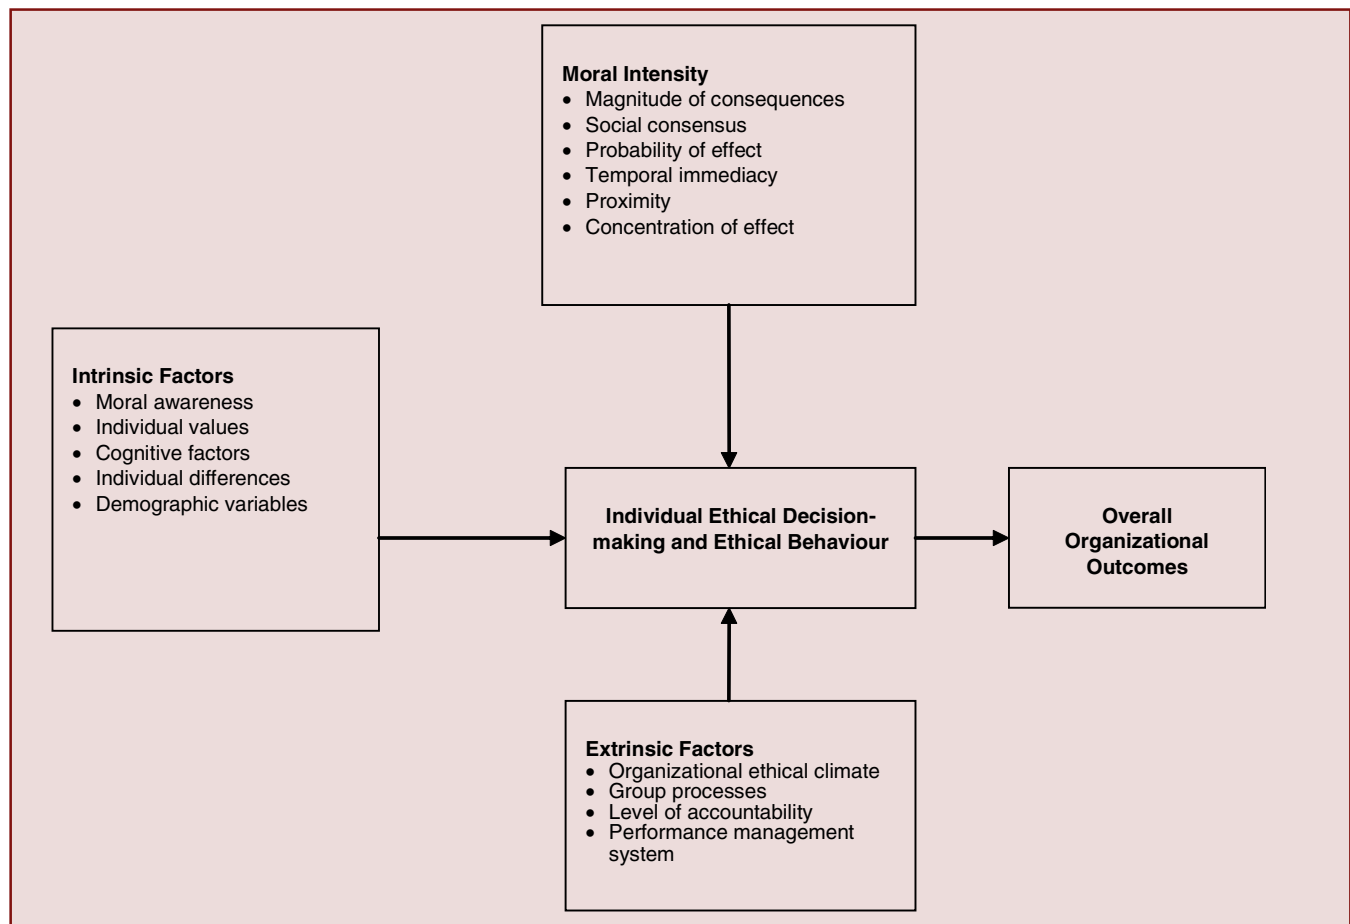 Moral Intensity
• Magnitude of consequences
• Social consensus
• Probability of effect
• Temporal immediacy
• Proximity
• Concentration of effect
Intrinsic Factors
• Moral awareness
• Individual values
• Cognitive factors
• Individual differences
• Demographic variables
Individual Ethical Decision-
making and Ethical Behaviour
Overall
Organizational
Outcomes
Extrinsic Factors
• Organizational ethical climate
• Group processes
• Level of accountability
• Performance management
system